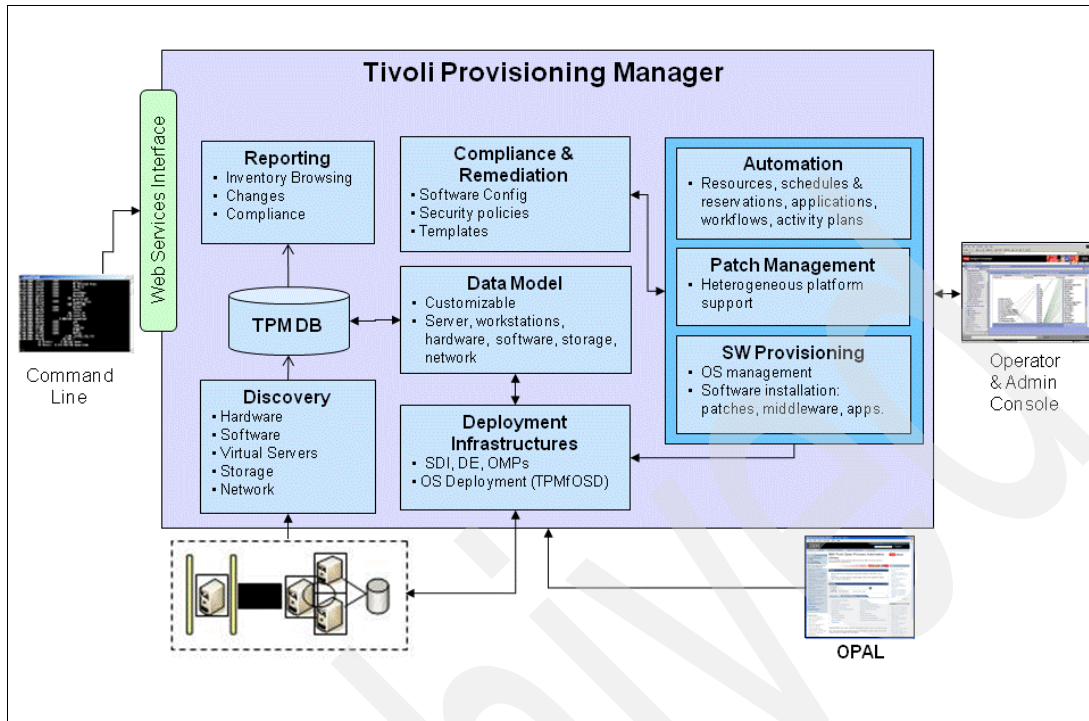 Tivoli Provisioning Manager
Web Services Interface
Reporting
▪ Inventory Browsing
▪ Changes
▪ Compliance
Compliance &
Remediation
▪ Software Config
▪ Security policies
▪ Templates
Automation
▪ Resources, schedules &
reservations, applications,
workflows, activity plans
Patch Management
▪ Heterogeneous platform
support
SW Provisioning
▪ OS management
▪ Software installation:
patches, middleware, apps.
TPM DB
Data Model
▪ Customizable
▪ Server, workstations,
hardware, software, storage,
network
Discovery
▪ Hardware
▪ Software
▪ Virtual Servers
▪ Storage
▪ Network
Deployment
Infrastructures
▪ SDI, DE, OMPs
▪ OS Deployment (TPMfOSD)
Command
Line
Operator
& Admin
Console
OPAL